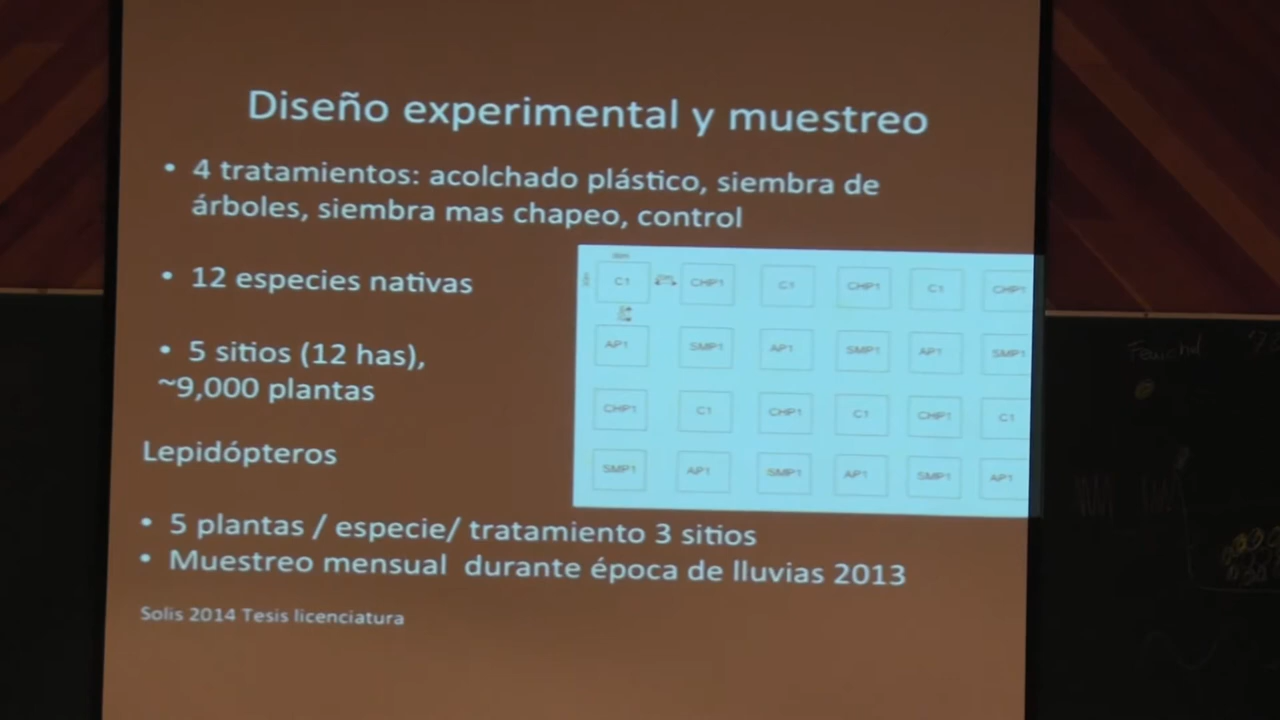 Diseño experimental y muestreo
• 4 tratamientos: acolchado plástico, siembra de
árboles, siembra mas chapeo, control
• 12 especies nativas
• 5 sitios (12 has),
~9,000 plantas
C1 CHP1 C1 CHP1 C1 CHP1
AP1 SMP1 AP1 SMP1 AP1 SMP1
CHP1 C1 CHP1 C1 CHP1 C1
SMP1 AP1 SMP1 AP1 SMP1 AP1
Lepidópteros
• 5 plantas / especie/ tratamiento 3 sitios
• Muestreo mensual durante época de lluvias 2013
Solis 2014 Tesis licenciatura